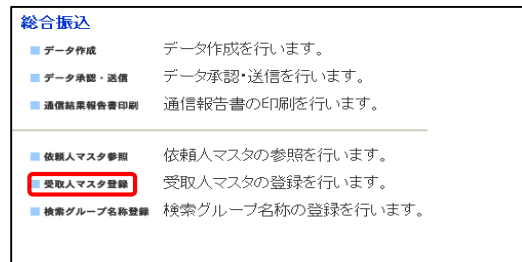 総合振込
データ作成 データ作成を行います。
データ承認・送信 データ承認・送信を行います。
通信結果報告書印刷 通信報告書の印刷を行います。
依頼人マスタ参照 依頼人マスタの参照を行います。
受取人マスタ登録 受取人マスタの登録を行います。
検索グループ名称登録 検索グループ名称の登録を行います。